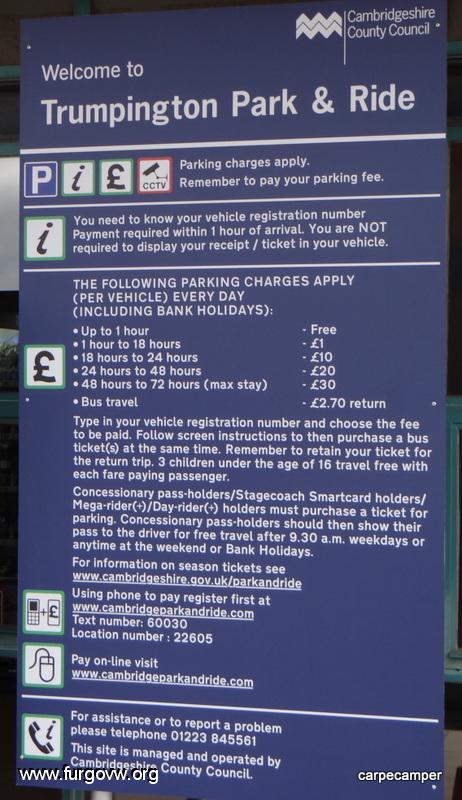 Cambridgeshire
County Council
Welcome to
Trumpington Park & Ride
P
i
£
CCTV
Parking charges apply.
Remember to pay your parking fee.
i
You need to know your vehicle registration number
Payment required within 1 hour of arrival. You are NOT
required to display your receipt / ticket in your vehicle.
THE FOLLOWING PARKING CHARGES APPLY
(PER VEHICLE) EVERY DAY
(INCLUDING BANK HOLIDAYS):
£
• Up to 1 hour - Free
• 1 hour to 18 hours - £1
• 18 hours to 24 hours - £10
• 24 hours to 48 hours - £20
• 48 hours to 72 hours (max stay) - £30
• Bus travel - £2.70 return
Type in your vehicle registration number and choose the fee
to be paid. Follow screen instructions to then purchase a bus
ticket(s) at the same time. Remember to retain your ticket for
the return trip. 3 children under the age of 16 travel free with
each fare paying passenger.
Concessionary pass-holders/Stagecoach Smartcard holders/
Mega-rider(+)/Day-rider(+) holders must purchase a ticket for
parking. Concessionary pass-holders should then show their
pass to the driver for free travel after 9.30 a.m. weekdays or
anytime at the weekend or Bank Holidays.
For information on season tickets see
www.cambridgeshire.gov.uk/parkandride
+£
Using phone to pay register first at
www.cambridgeparkandride.com
Text number: 60030
Location number : 22605
Pay on-line visit
www.cambridgeparkandride.com
i
For assistance or to report a problem
please telephone 01223 845561
This site is managed and operated by
Cambridgeshire County Council.
www.furgovw.org
carpecamper